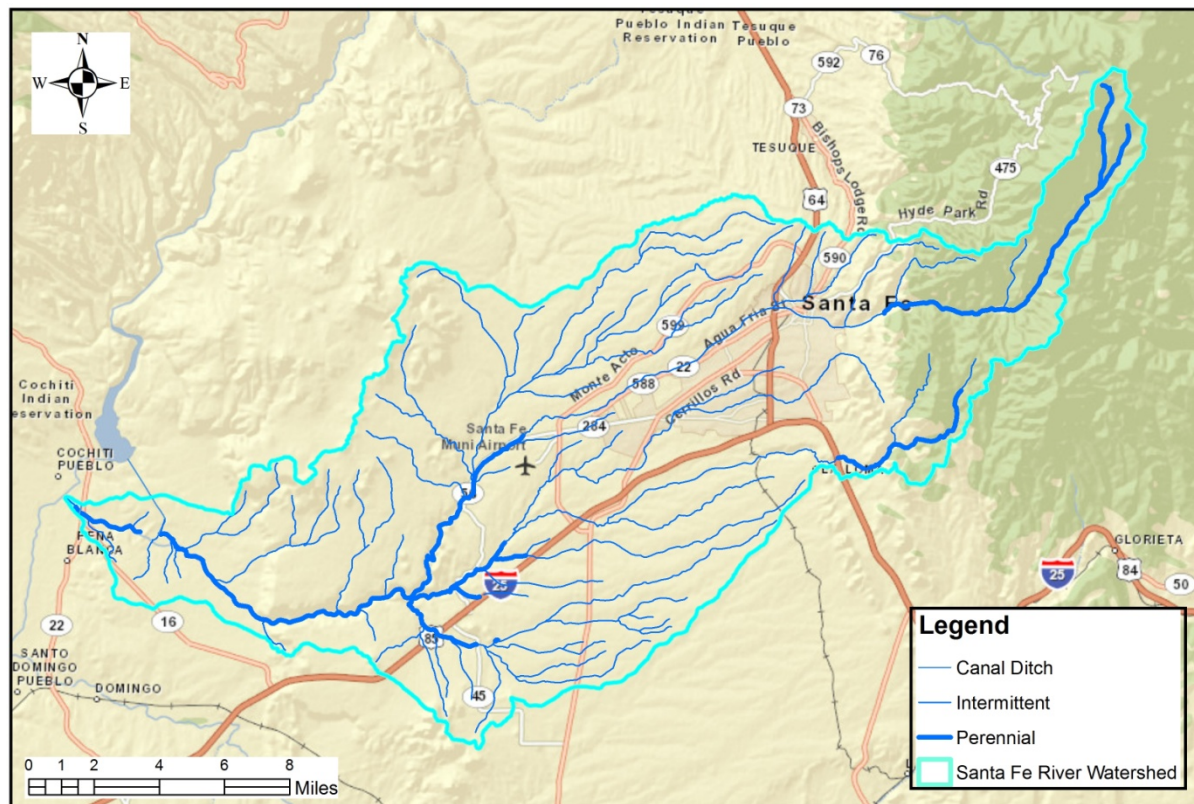 Tesuque
Pueblo Indian
Reservation
Tesuque
Pueblo
N
W E
S
592
76
73
TESUQUE
Bishops Lodge Rd
475
Hyde Park Rd
64
590
Santa Fe
599
Agua Fria St
Monte Acto
22
588
Cerrillos Rd
284
Santa Fe
Muni Airport
Cochiti
Indian
eservation
COCHITI
PUEBLO
PENA
BLANCA
25
GLORIETA
25
84
50
22
16
85
45
SANTO
DOMINGO
PUEBLO
DOMINGO
0 1 2 4 6 8
Miles
Legend
Canal Ditch
Intermittent
Perennial
Santa Fe River Watershed